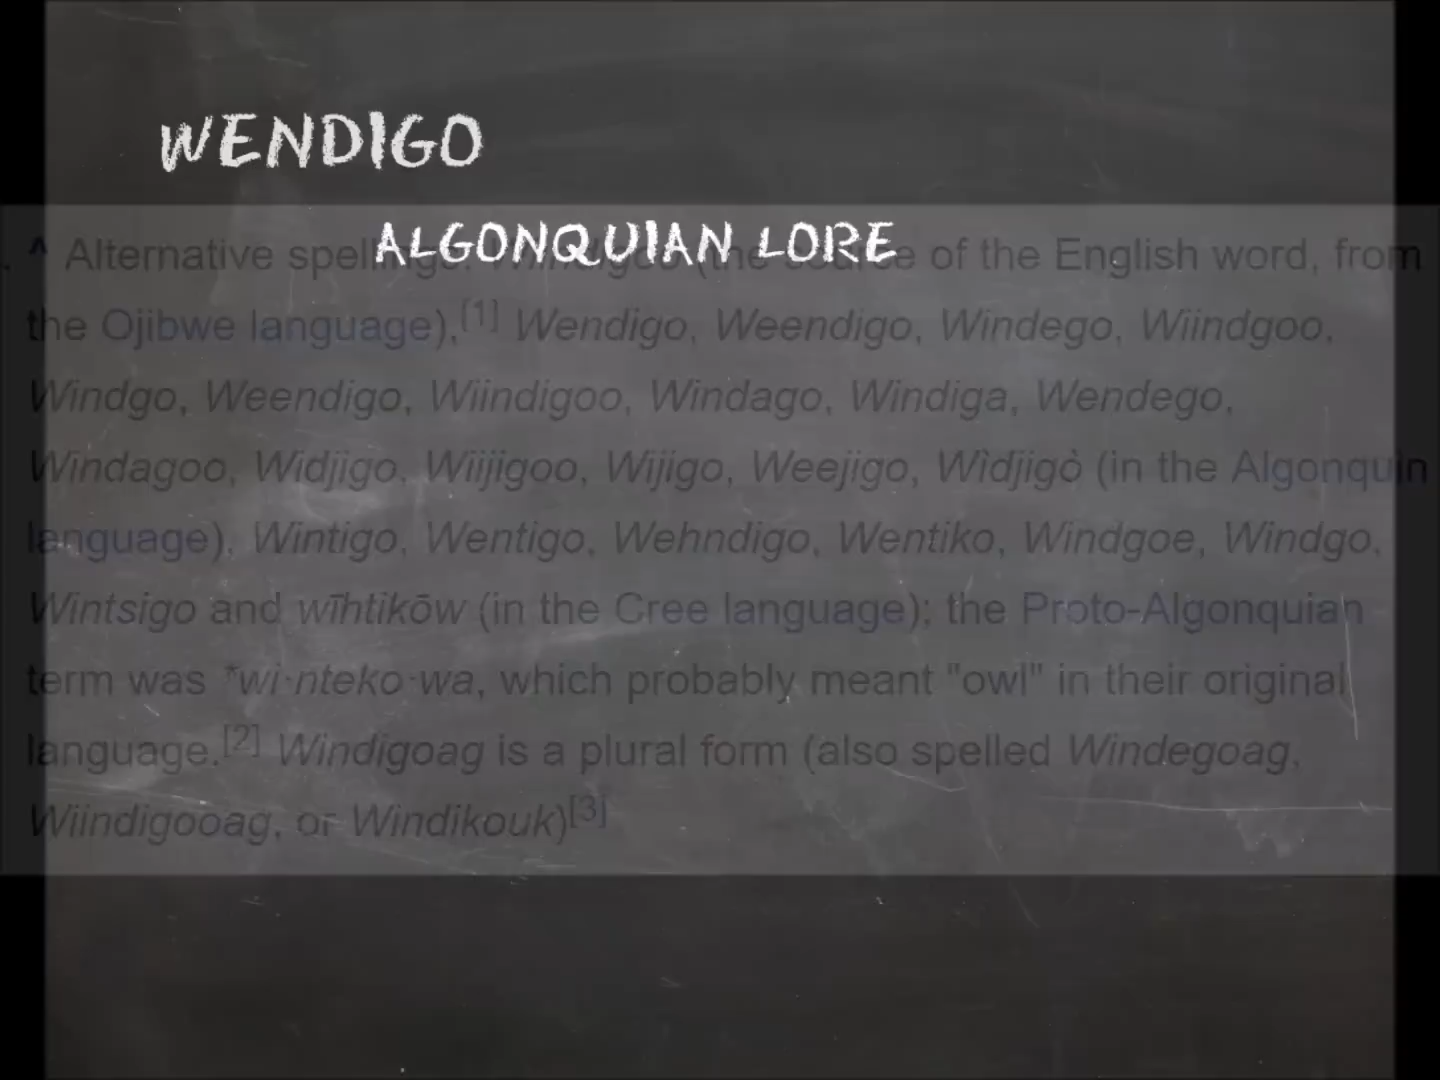 WENDIGO
ALGONQUIAN LORE
^ Alternative spellings: (the source of the English word, from
the Ojibwe language),[1] Wendigo, Weendigo, Windego, Wiindgoo,
Windgo, Weendigo, Wiindigoo, Windago, Windiga, Wendego,
Windagoo, Widjigo, Wiijigoo, Wijigo, Weejigo, Wìdjigò (in the Algonquin
language), Wintigo, Wentigo, Wehndigo, Wentiko, Windgoe, Windgo,
Wintsigo and wīhtikōw (in the Cree language); the Proto-Algonquian
term was *wi·nteko·wa, which probably meant "owl" in their original
language.[2] Windigoag is a plural form (also spelled Windegoag,
Wiindigooag, or Windikouk)[3]